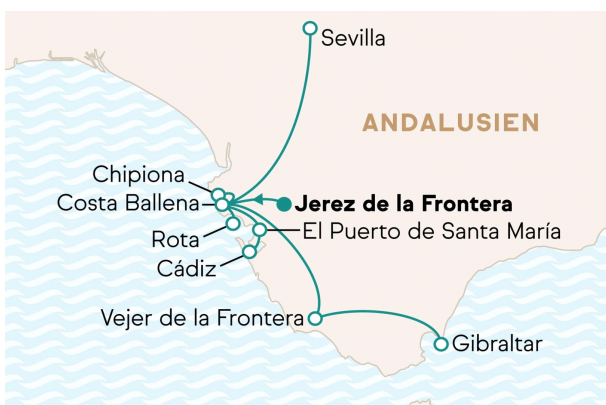 Sevilla
ANDALUSIEN
Chipiona
Costa Ballena
Jerez de la Frontera
El Puerto de Santa María
Rota
Cádiz
Vejer de la Frontera
Gibraltar